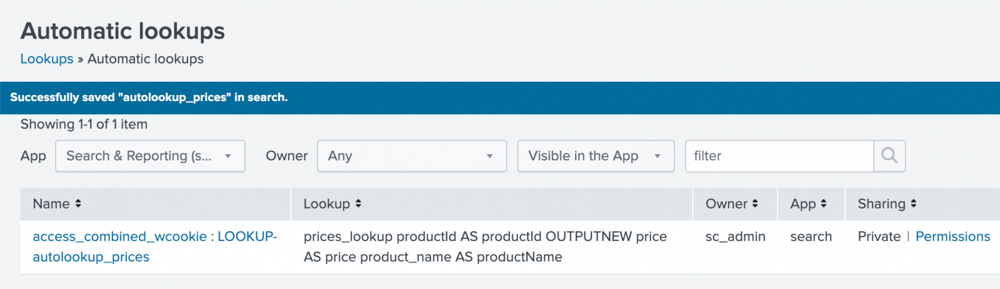 Automatic lookups
Lookups » Automatic lookups
Successfully saved "autolookup_prices" in search.
Showing 1-1 of 1 item
App Search & Reporting (s... Owner Any Visible in the App filter
Name Lookup Owner App Sharing
access_combined_wcookie : LOOKUP- prices_lookup productId AS productId OUTPUTNEW price sc_admin search Private | Permissions
autolookup_prices AS price product_name AS productName